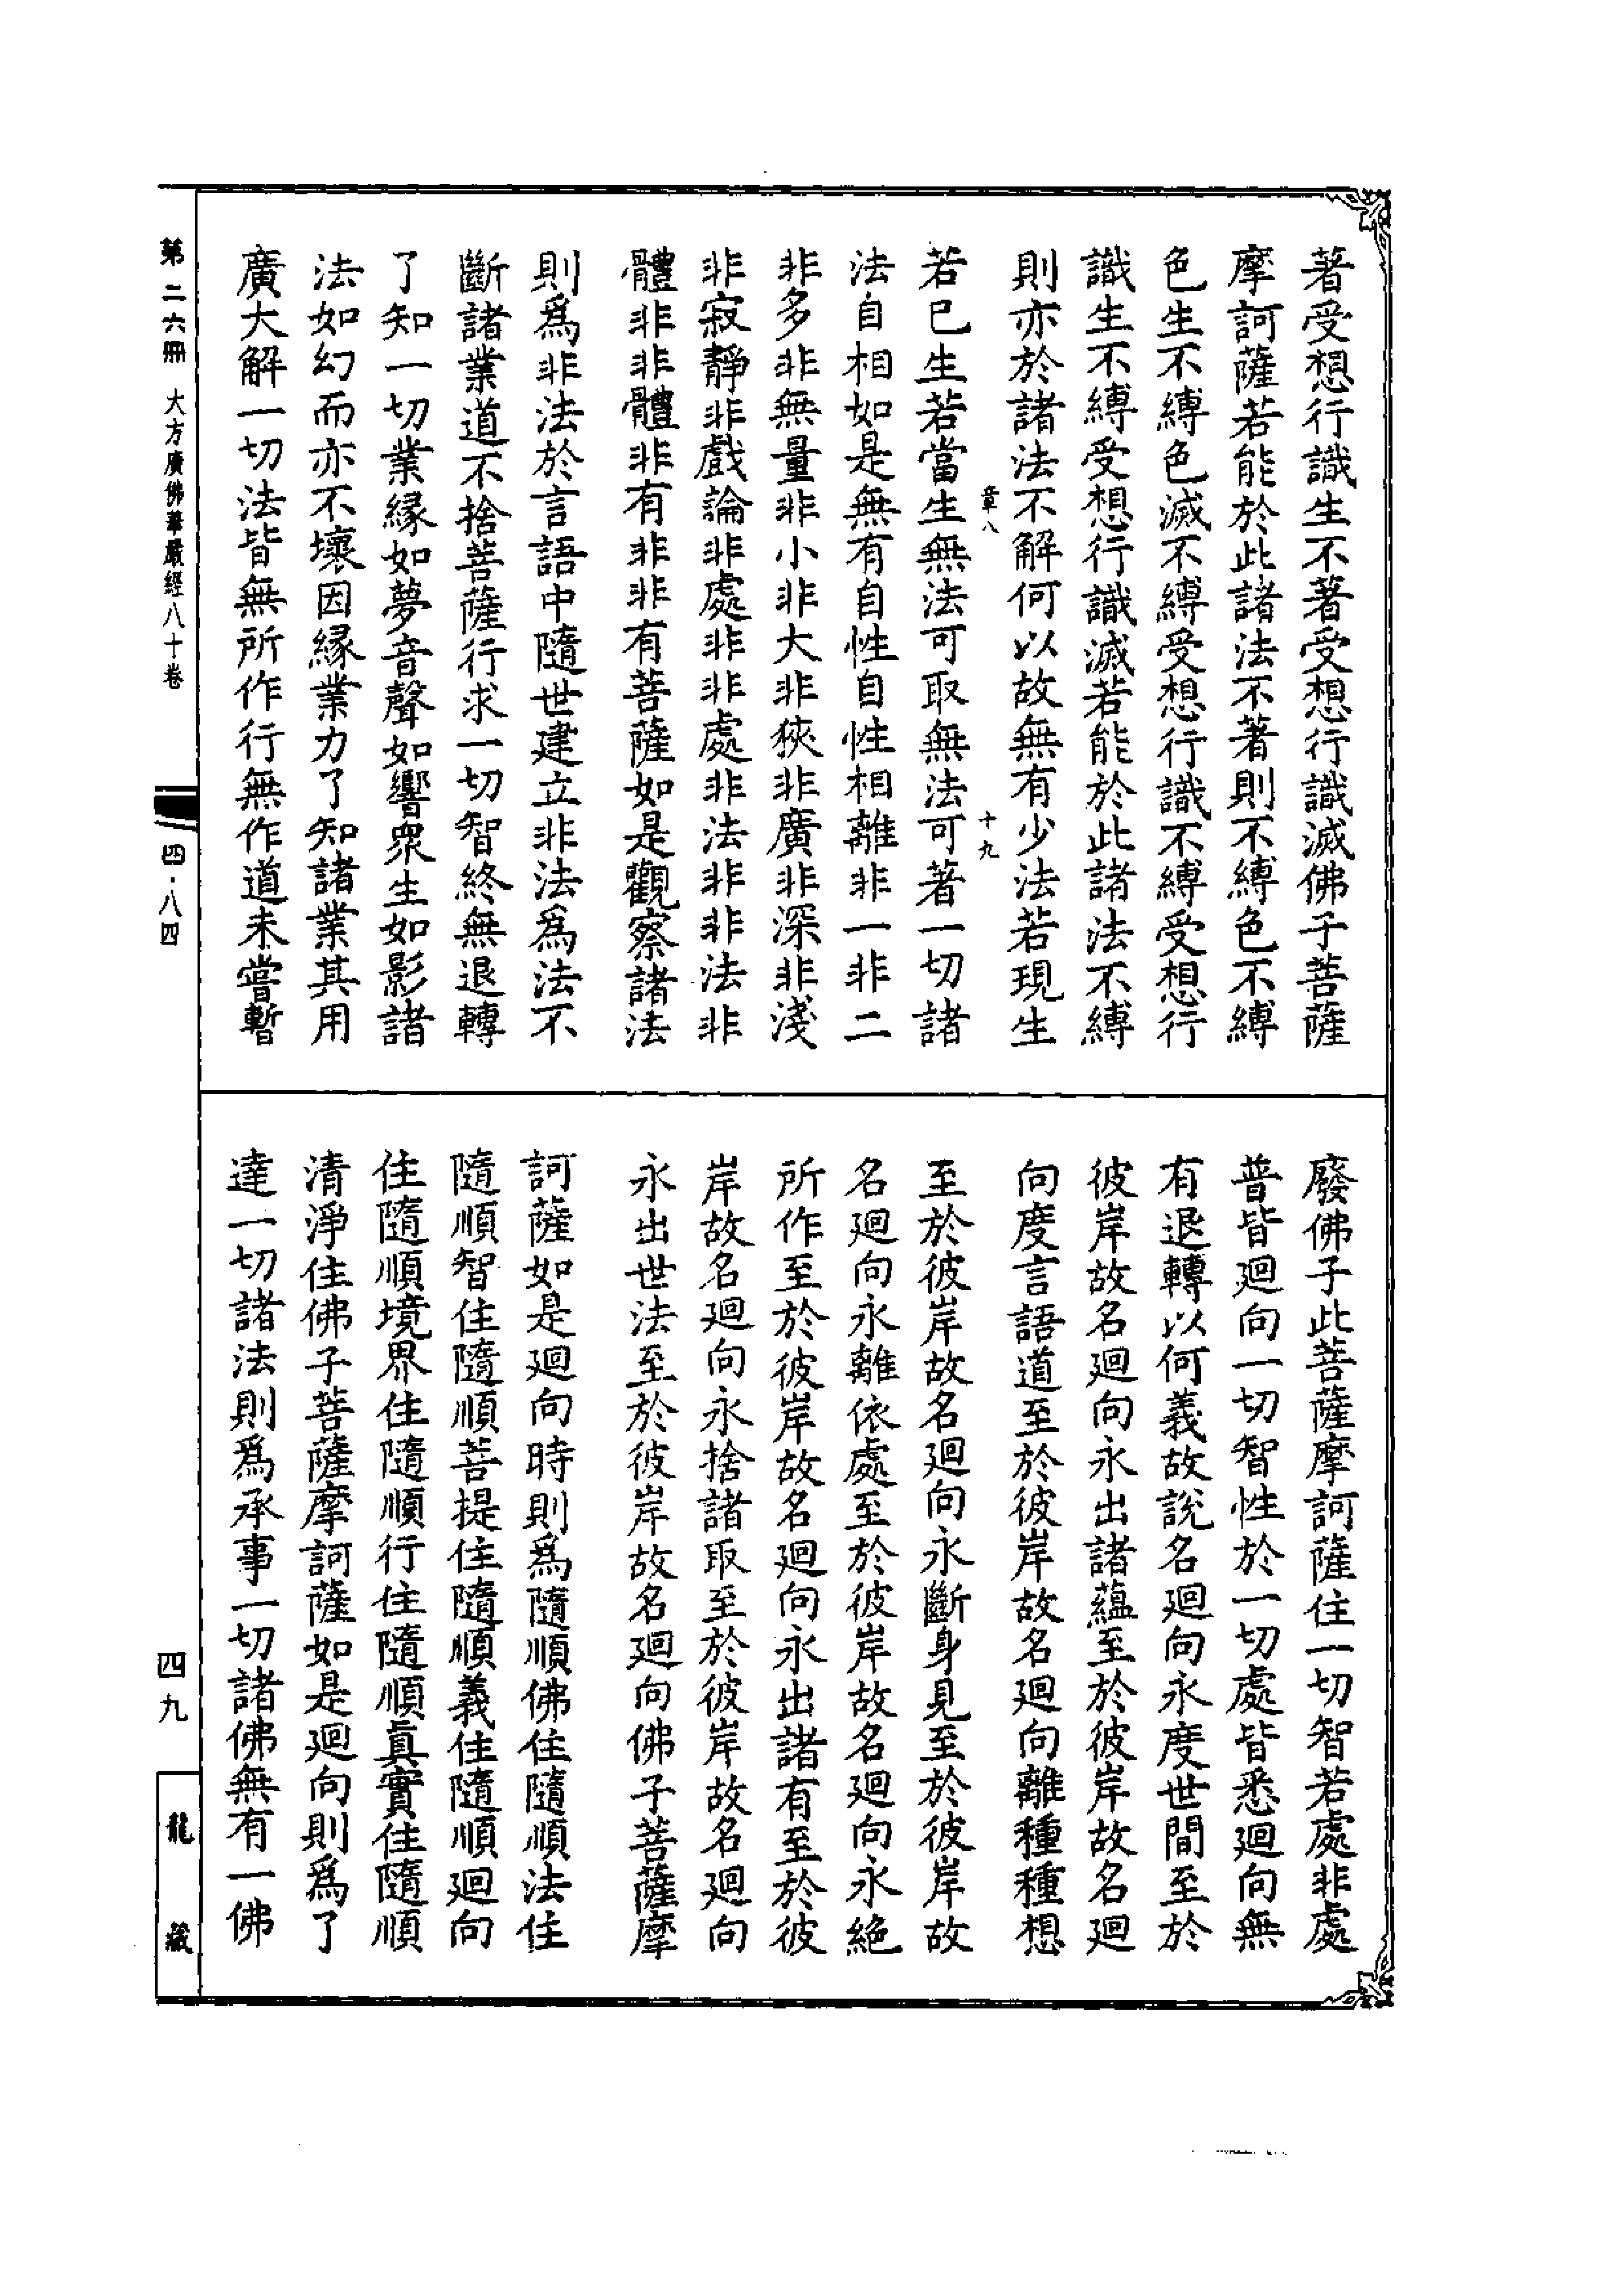 著受想行識生不著受想行識滅佛子菩薩
摩訶薩若能於此諸法不著則不縛色不縛
色生不縛色滅不縛受想行識不縛受想行
識生不縛受想行識滅若能於此諸法不縛
則亦於諸法不解何以故無有少法若現生
章八
十九
若已生若當生無法可取無法可著一切諸
法自相如是無有自性自性相離非一非二
非多非無量非小非大非狹非廣非深非淺
非寂靜非戲論非處非非處非法非非法非
體非非體非有非非有菩薩如是觀察諸法
則爲非法於言語中隨世建立非法爲法不
斷諸業道不捨菩薩行求一切智終無退轉
了知一切業緣如夢音聲如響眾生如影諸
法如幻而亦不壞因緣業力了知諸業其用
廣大解一切法皆無所作行無作道未嘗暫
廢佛子此菩薩摩訶薩住一切智若處非處
普皆迴向一切智性於一切處皆悉迴向無
有退轉以何義故說名迴向永度世間至於
彼岸故名迴向永出諸蘊至於彼岸故名迴
向度言語道至於彼岸故名迴向離種種想
至於彼岸故名迴向永斷身見至於彼岸故
名迴向永離依處至於彼岸故名迴向永絕
所作至於彼岸故名迴向永出諸有至於彼
岸故名迴向永捨諸取至於彼岸故名迴向
永出世法至於彼岸故名迴向佛子菩薩摩
訶薩如是迴向時則爲隨順佛住隨順法住
隨順智住隨順菩提住隨順義住隨順迴向
住隨順境界住隨順行住隨順真實住隨順
清淨住佛子菩薩摩訶薩如是迴向則爲了
達一切諸法則爲承事一切諸佛無有一佛
第二六冊 大方廣佛華嚴經八十卷
四·八四
四九
龍藏